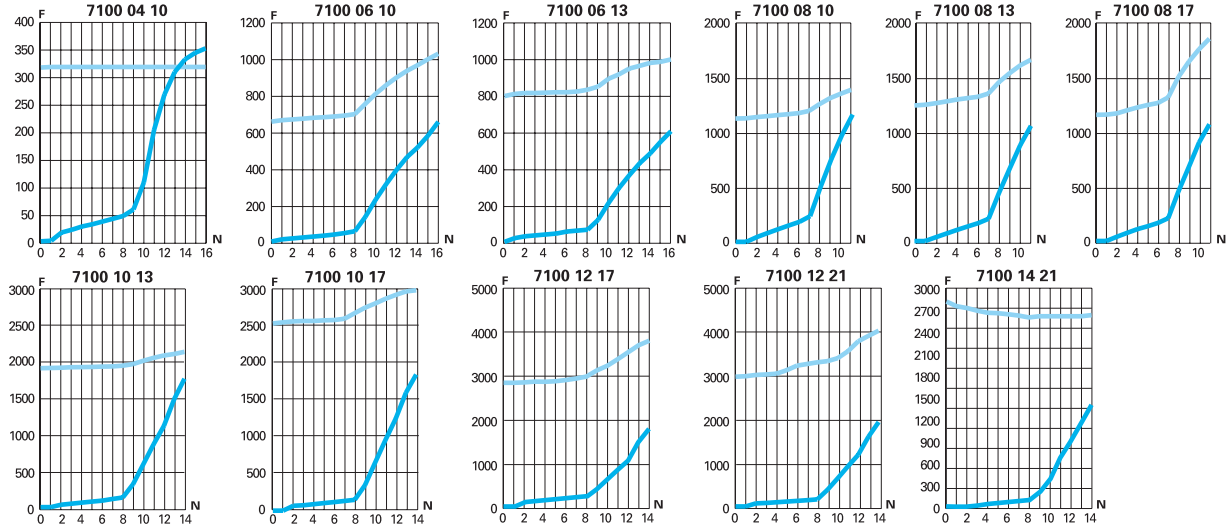 7100 04 10
F
400
350
300
250
200
150
100
50
0
N
0 2 4 6 8 10 12 14 16
7100 06 10
F
1200
1000
800
600
400
200
0
N
0 2 4 6 8 10 12 14 16
7100 06 13
F
1200
1000
800
600
400
200
0
N
0 2 4 6 8 10 12 14 16
7100 08 10
F
2000
1500
1000
500
0
N
0 2 4 6 8 10
7100 08 13
F
2000
1500
1000
500
0
N
0 2 4 6 8 10
7100 08 17
F
2000
1500
1000
500
0
N
0 2 4 6 8 10
7100 10 13
F
3000
2500
2000
1500
1000
500
0
N
0 2 4 6 8 10 12 14
7100 10 17
F
3000
2500
2000
1500
1000
500
0
N
0 2 4 6 8 10 12 14
7100 12 17
F
5000
4000
3000
2000
1000
0
N
0 2 4 6 8 10 12 14
7100 12 21
F
5000
4000
3000
2000
1000
0
N
0 2 4 6 8 10 12 14
7100 14 21
F
3000
2700
2400
2100
1800
1500
1200
900
600
300
0
N
0 2 4 6 8 10 12 14